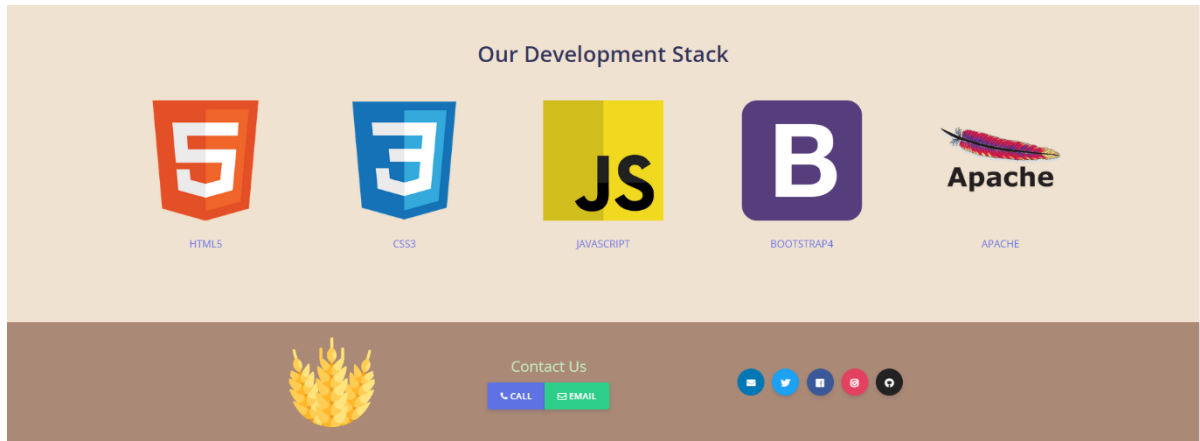 Our Development Stack
5
3
JS
B
Apache
HTML5
CSS3
JAVASCRIPT
BOOTSTRAP4
APACHE
Contact Us
CALL
EMAIL